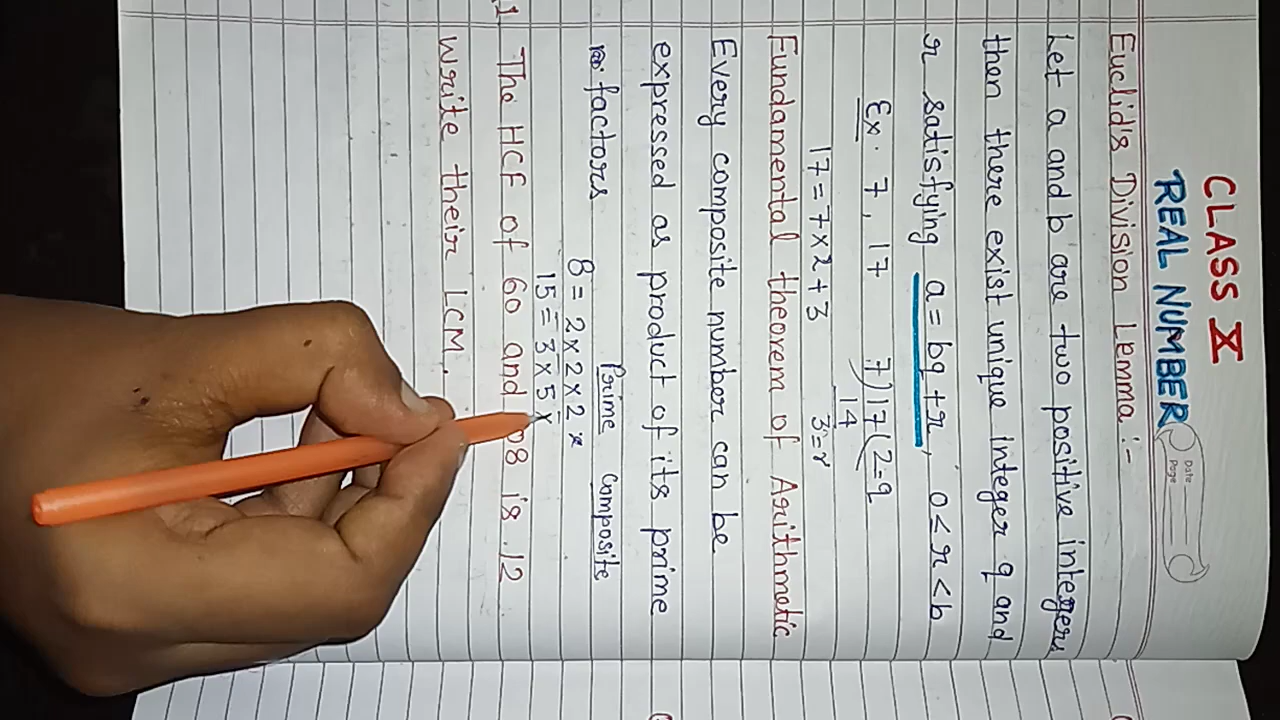 CLASS X
REAL NUMBER
Date
Page
Euclid's Division Lemma :-
Let a and b are two positive integers
then there exist unique integer q and
r satisfying a = bq + r, 0 ≤ r < b
Ex. 7, 17 7)17(2=q
14
17 = 7 x 2 + 3 3=r
Fundamental theorem of Arithmetic
Every composite number can be
expressed as product of its prime
factors Prime Composite
8 = 2 x 2 x 2 x
15 = 3 x 5 x
1 The HCF of 60 and 08 is 12
write their LCM.